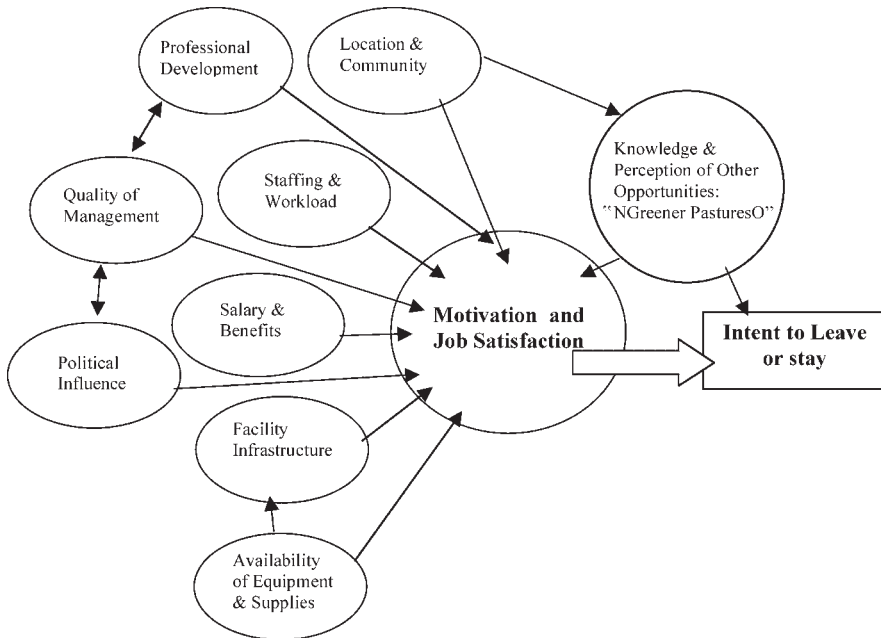 Professional
Development
Location &
Community
Knowledge &
Perception of Other
Opportunities:
"NGreener PasturesO"
Staffing &
Workload
Quality of
Management
Salary &
Benefits
Motivation and
Job Satisfaction
Intent to Leave
or stay
Political
Influence
Facility
Infrastructure
Availability
of Equipment
& Supplies